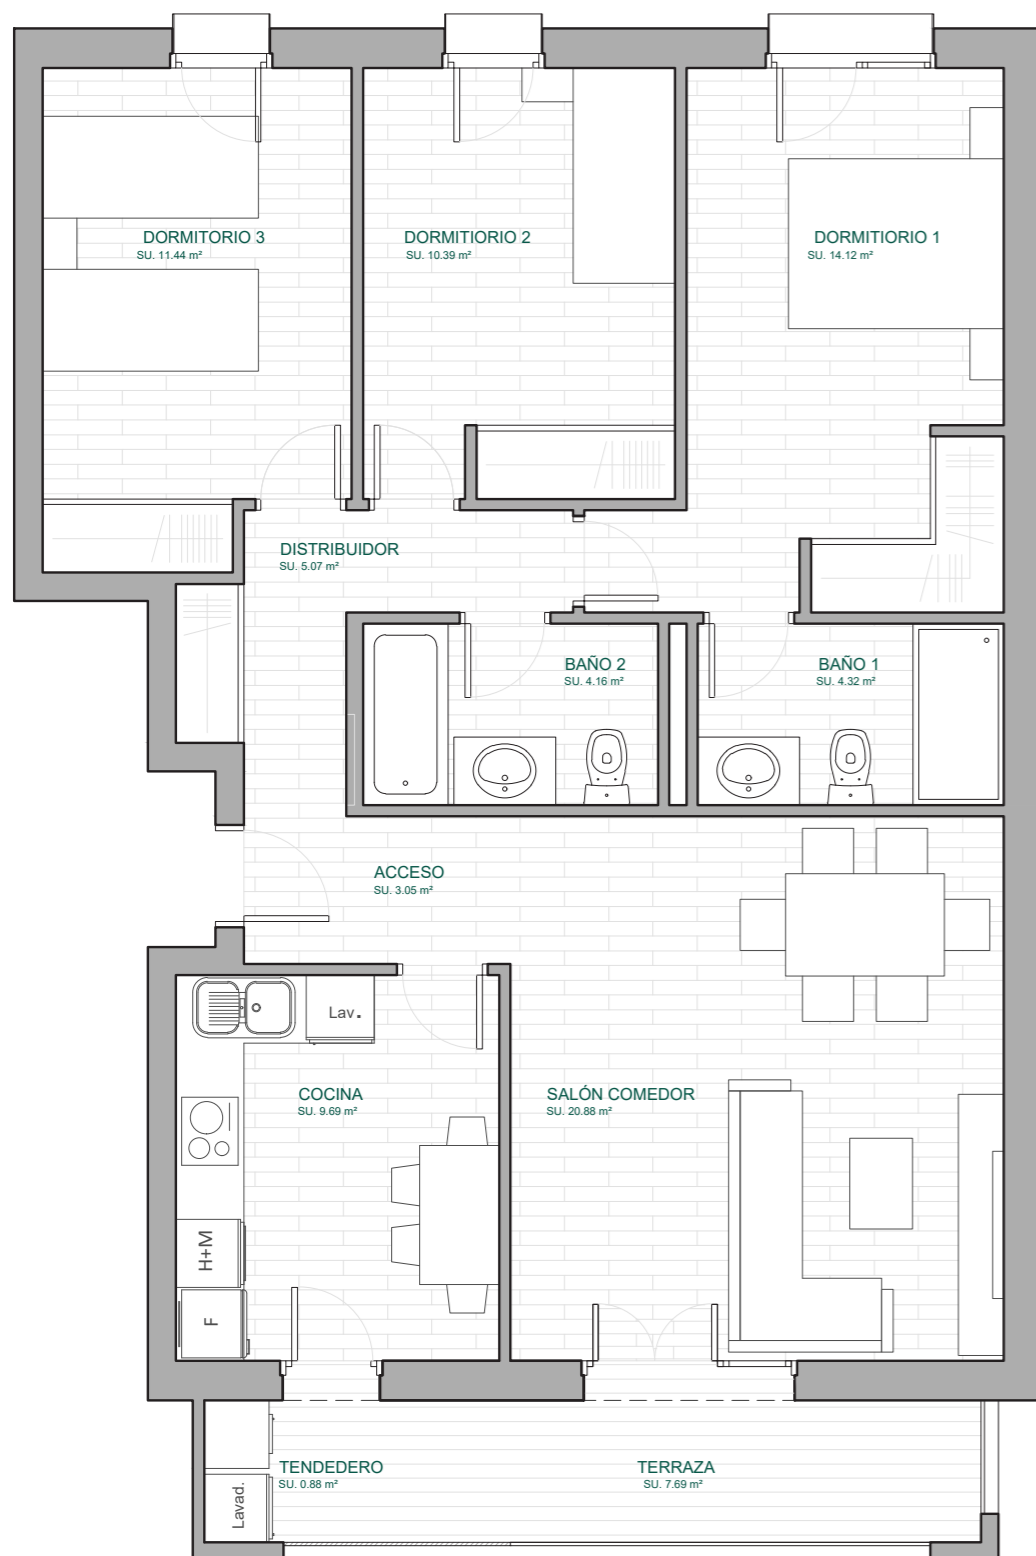 DORMITORIO 3
SU. 11.44 m²
DORMITIORIO 2
SU. 10.39 m²
DORMITIORIO 1
SU. 14.12 m²
DISTRIBUIDOR
SU. 5.07 m²
BAÑO 2
SU. 4.16 m²
BAÑO 1
SU. 4.32 m²
ACCESO
SU. 3.05 m²
Lav.
COCINA
SU. 9.69 m²
SALÓN COMEDOR
SU. 20.88 m²
H+M
F
TENDEDERO
SU. 0.88 m²
TERRAZA
SU. 7.69 m²
Lavad.